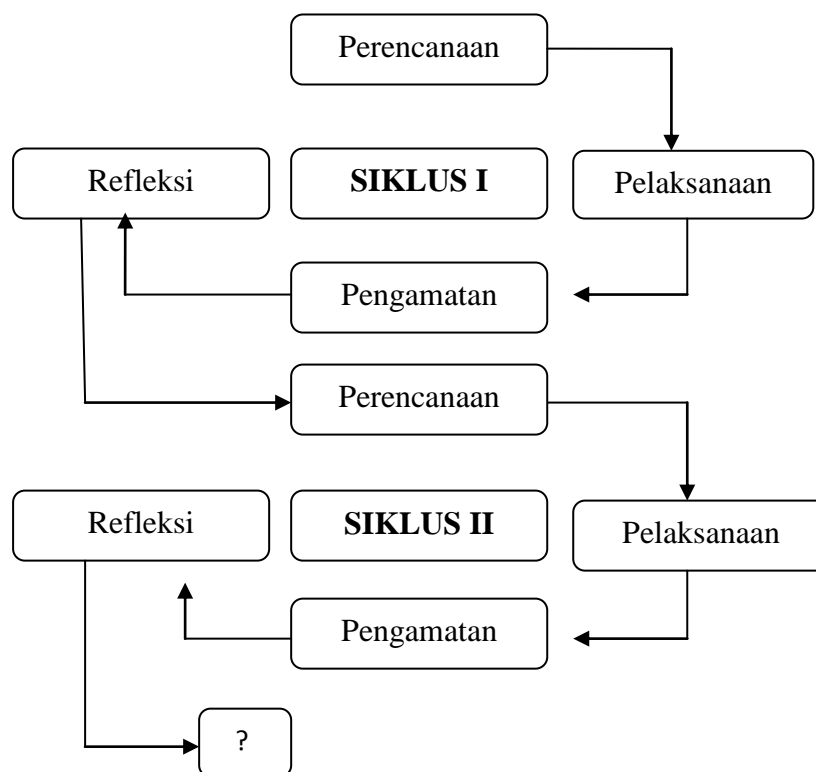 Perencanaan
Refleksi
SIKLUS I
Pelaksanaan
Pengamatan
Perencanaan
Refleksi
SIKLUS II
Pelaksanaan
Pengamatan
?